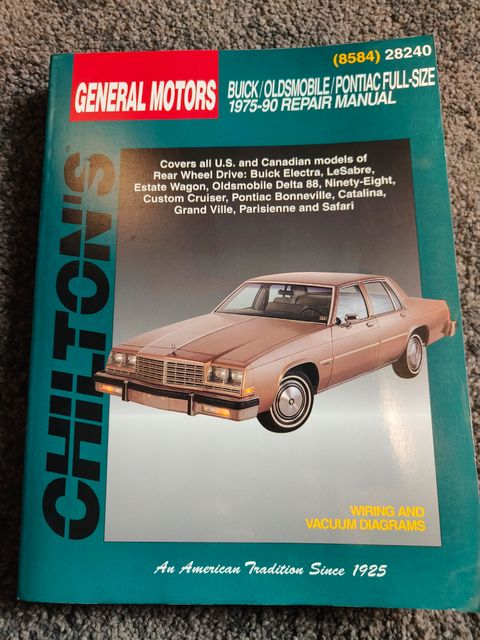 (8584) 28240
GENERAL MOTORS
BUICK/OLDSMOBILE/PONTIAC FULL-SIZE
1975-90 REPAIR MANUAL
Covers all U.S. and Canadian models of
Rear Wheel Drive: Buick Electra, LeSabre,
Estate Wagon, Oldsmobile Delta 88, Ninety-Eight,
Custom Cruiser, Pontiac Bonneville, Catalina,
Grand Ville, Parisienne and Safari
CHILTON'S
WIRING AND
VACUUM DIAGRAMS
An American Tradition Since 1925